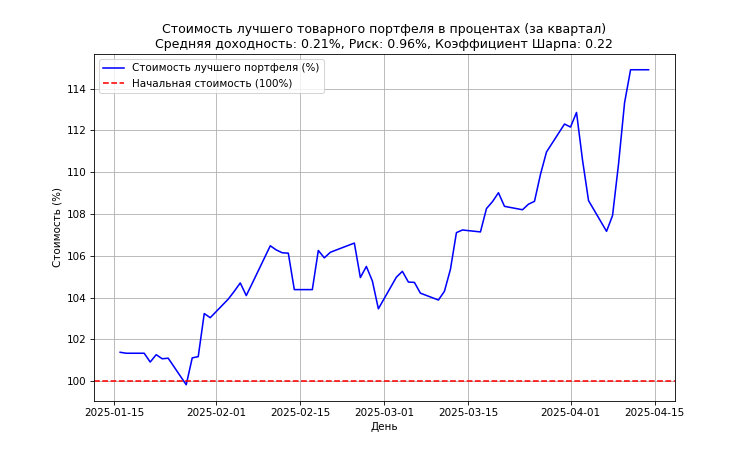 Стоимость лучшего товарного портфеля в процентах (за квартал)
Средняя доходность: 0.21%, Риск: 0.96%, Коэффициент Шарпа: 0.22
Стоимость лучшего портфеля (%)
Начальная стоимость (100%)
Стоимость (%)
114
112
110
108
106
104
102
100
2025-01-15
2025-02-01
2025-02-15
2025-03-01
2025-03-15
2025-04-01
2025-04-15
День